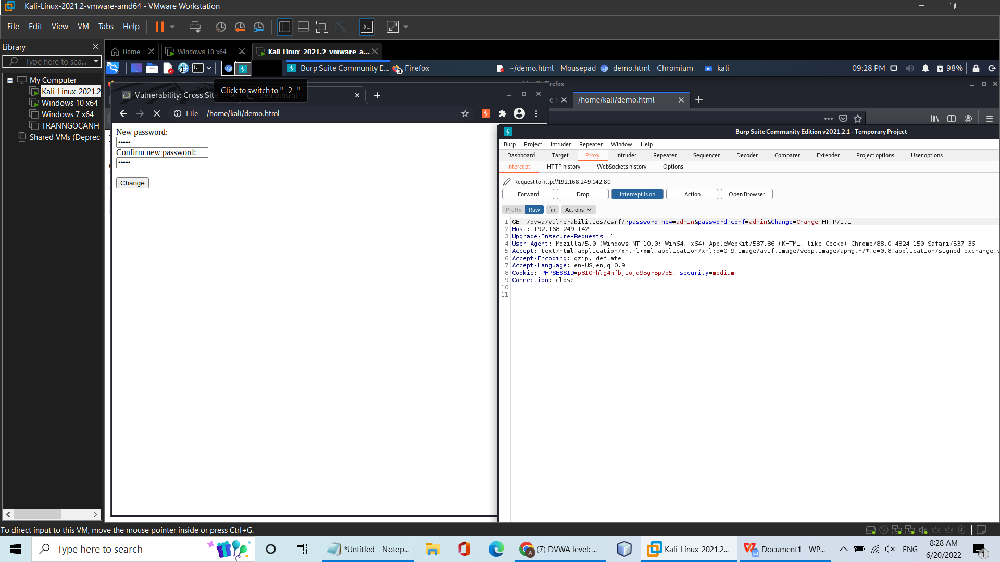 Kali-Linux-2021.2-vmware-amd64 - VMware Workstation
File Edit View VM Tabs Help
Library
Type here to sea...
My Computer
Kali-Linux-2021.2
Windows 10 x64
Windows 7 x64
TRANNGOCANH-
Shared VMs (Depreca
Home
Windows 10 x64
Kali-Linux-2021.2-vmware-a...
Burp Suite Community E...
3
Firefox
~/demo.html - Mousepad
demo.html - Chromium
kali
09:28 PM
98%
Click to switch to " 2 "
Vulnerability: Cross Site
demo.html
File
/home/kali/demo.html
New password:
•••••
Confirm new password:
•••••
Change
Firefox
/home/kali/demo.html
Burp Suite Community Edition v2021.2.1 - Temporary Project
Burp Project Intruder Repeater Window Help
Dashboard Target Proxy Intruder Repeater Sequencer Decoder Comparer Extender Project options User options
Intercept HTTP history WebSockets history Options
Request to http://192.168.249.142:80
Forward Drop Intercept is on Action Open Browser
Pretty Raw \n Actions
1 GET /dvwa/vulnerabilities/csrf/?password_new=admin&password_conf=admin&Change=Change HTTP/1.1
2 Host: 192.168.249.142
3 Upgrade-Insecure-Requests: 1
4 User-Agent: Mozilla/5.0 (Windows NT 10.0; Win64; x64) AppleWebKit/537.36 (KHTML, like Gecko) Chrome/88.0.4324.150 Safari/537.36
5 Accept: text/html,application/xhtml+xml,application/xml;q=0.9,image/avif,image/webp,image/apng,*/*;q=0.8,application/signed-exchange;v
6 Accept-Encoding: gzip, deflate
7 Accept-Language: en-US,en;q=0.9
8 Cookie: PHPSESSID=p810mhlg4mfbj1ojq95gr5p7o5; security=medium
9 Connection: close
10
11
To direct input to this VM, move the mouse pointer inside or press Ctrl+G.
Type here to search
*Untitled - Notep...
(7) DVWA level: ...
Kali-Linux-2021.2...
Document1 - WP...
ENG
8:28 AM
6/20/2022
1